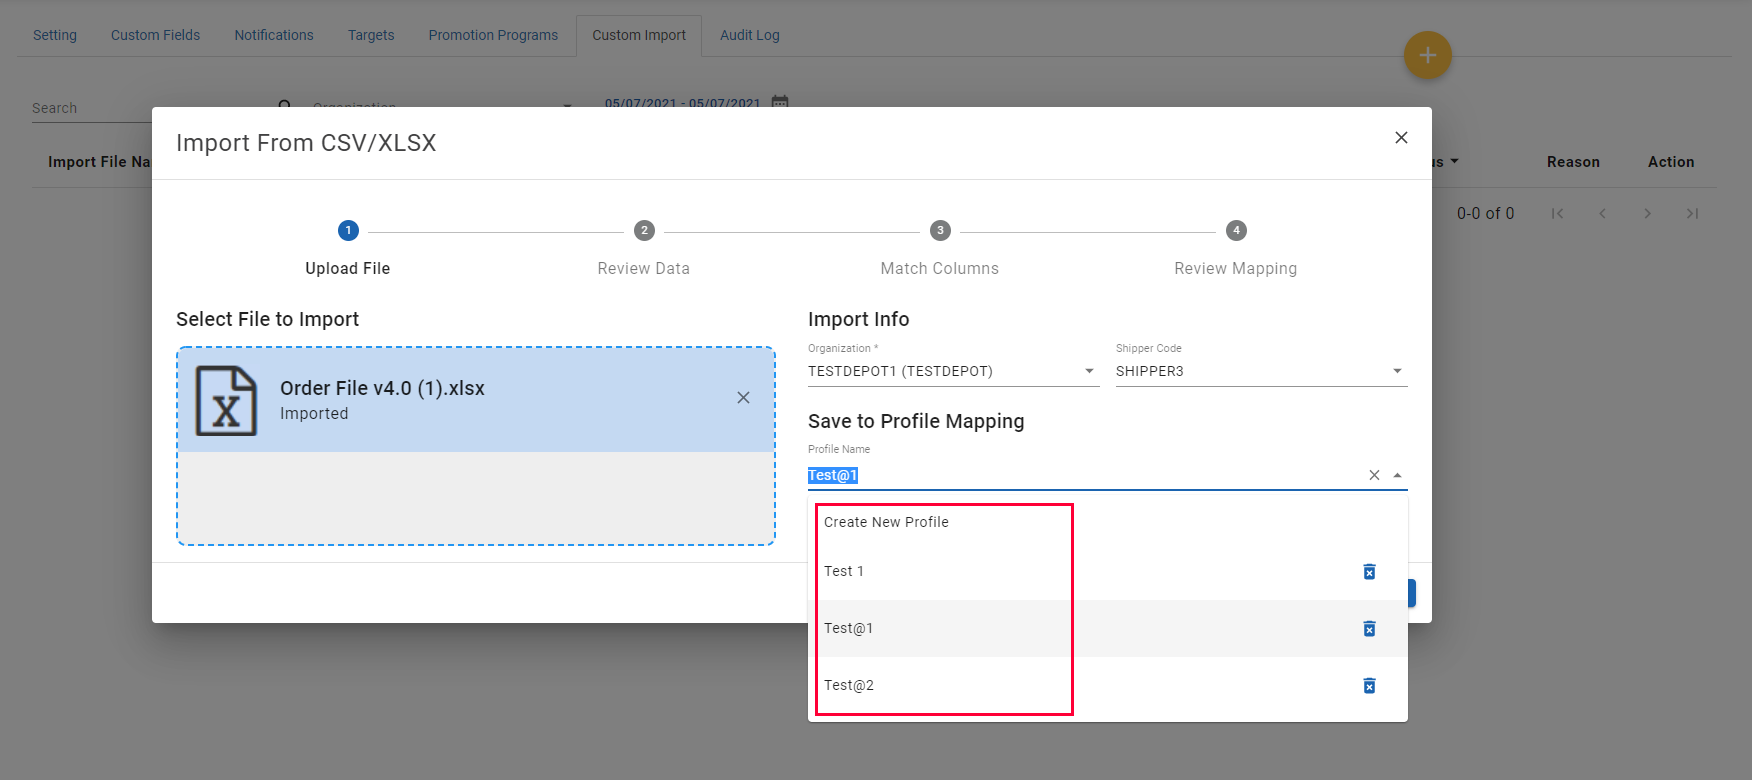 Setting Custom Fields Notifications Targets Promotion Programs Custom Import Audit Log
Search Organization 05/07/2021 - 05/07/2021
Import From CSV/XLSX
Import File Na us Reason Action
0-0 of 0
1 2 3 4
Upload File Review Data Match Columns Review Mapping
Select File to Import
Order File v4.0 (1).xlsx
Imported
Import Info
Organization * Shipper Code
TESTDEPOT1 (TESTDEPOT) SHIPPER3
Save to Profile Mapping
Profile Name
Test@1
Create New Profile
Test 1
Test@1
Test@2